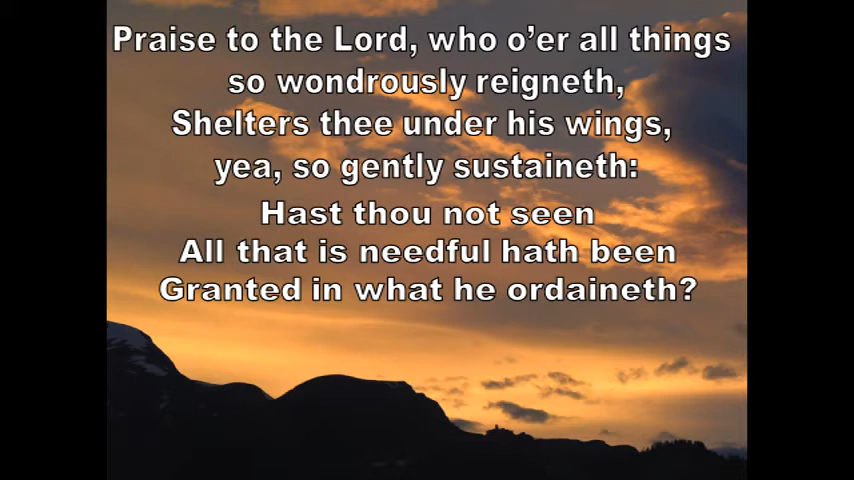 Praise to the Lord, who o’er all things
so wondrously reigneth,
Shelters thee under his wings,
yea, so gently sustaineth:
Hast thou not seen
All that is needful hath been
Granted in what he ordaineth?